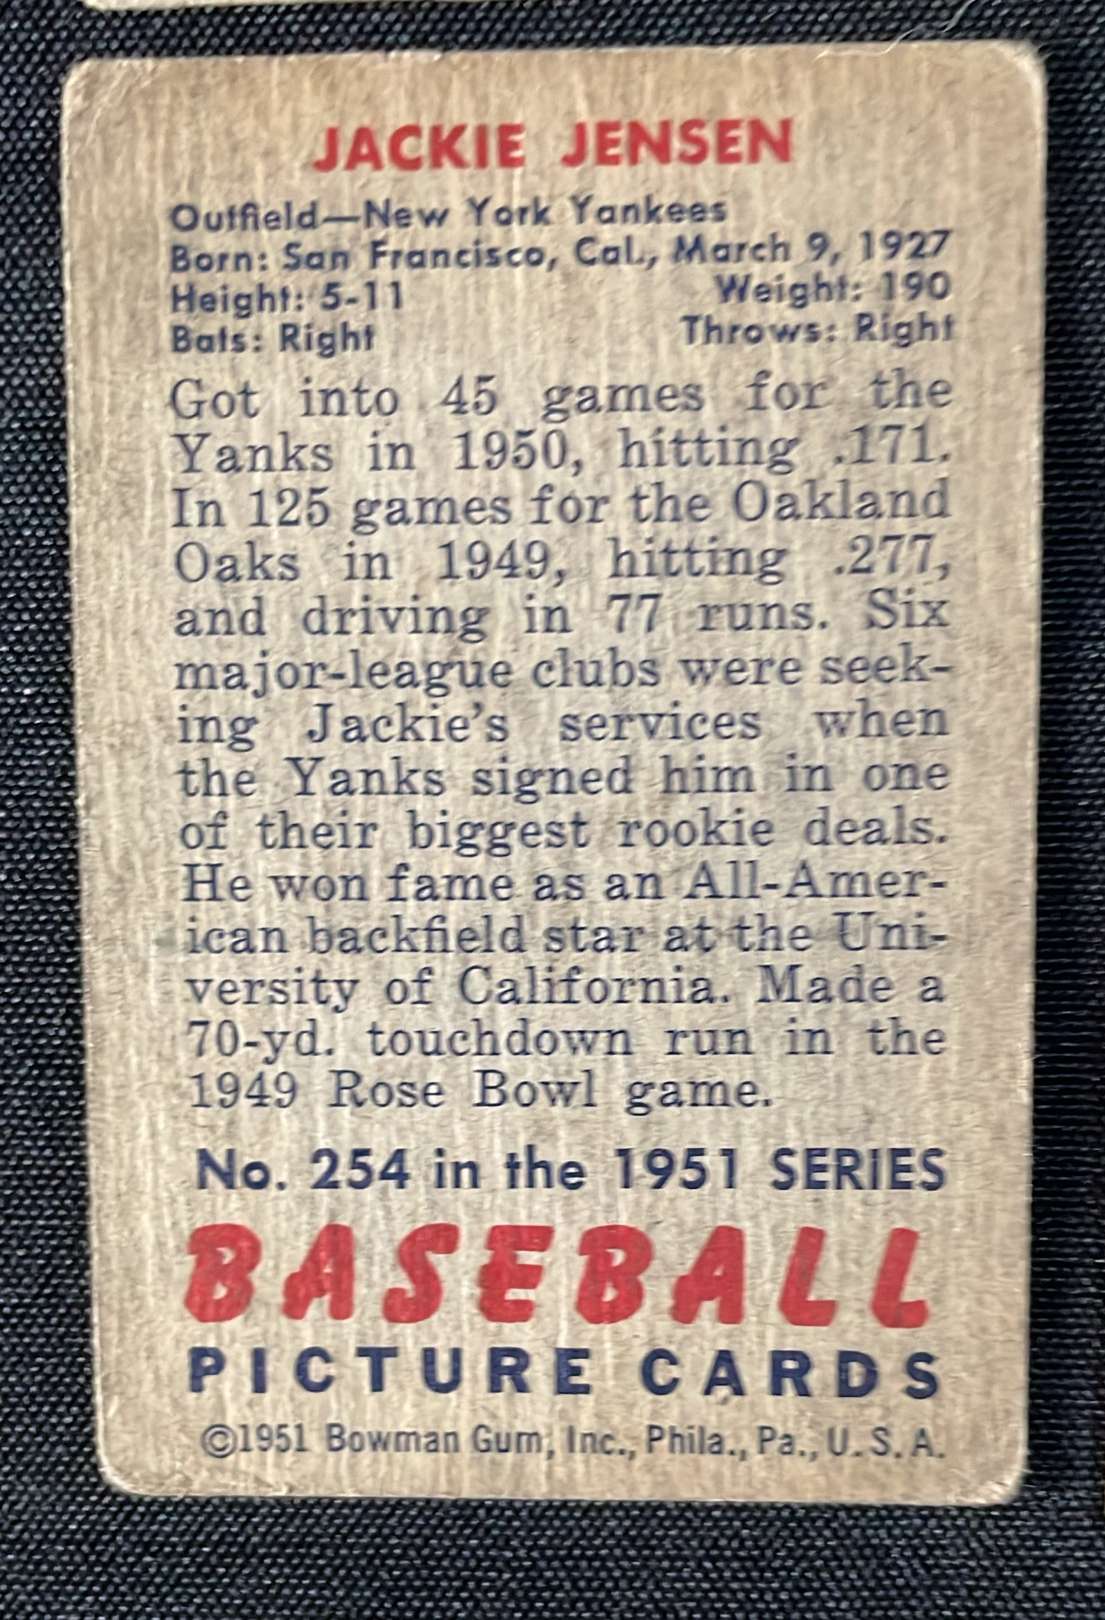 JACKIE JENSEN
Outfield—New York Yankees
Born: San Francisco, Cal., March 9, 1927
Height: 5-11 Weight: 190
Bats: Right Throws: Right
Got into 45 games for the
Yanks in 1950, hitting .171.
In 125 games for the Oakland
Oaks in 1949, hitting .277,
and driving in 77 runs. Six
major-league clubs were seek-
ing Jackie's services when
the Yanks signed him in one
of their biggest rookie deals.
He won fame as an All-Amer-
ican backfield star at the Uni-
versity of California. Made a
70-yd. touchdown run in the
1949 Rose Bowl game.
No. 254 in the 1951 SERIES
BASEBALL
PICTURE CARDS
©1951 Bowman Gum, Inc., Phila., Pa., U.S.A.